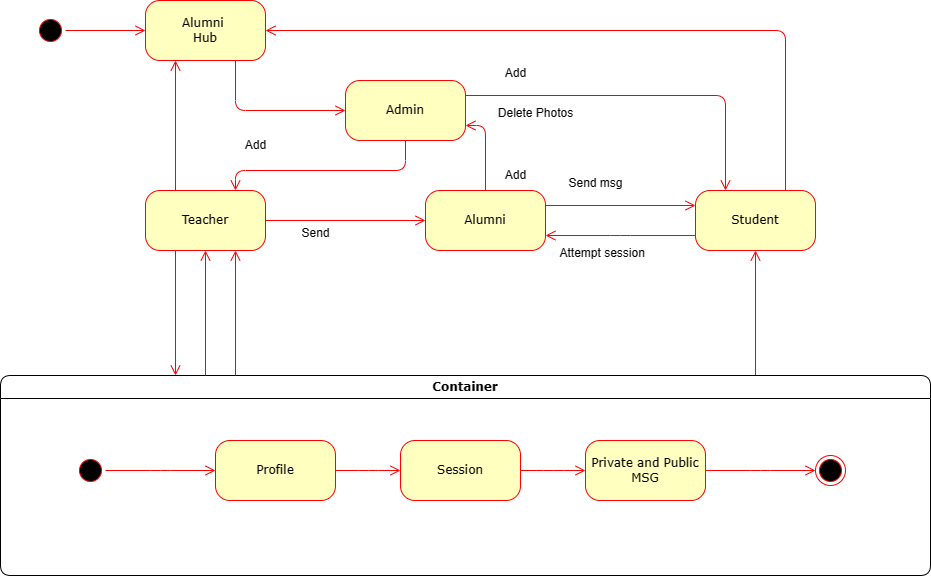 Alumni
Hub
Add
Admin
Delete Photos
Add
Add
Send msg
Teacher
Alumni
Student
Send
Attempt session
Container
Profile
Session
Private and Public
MSG